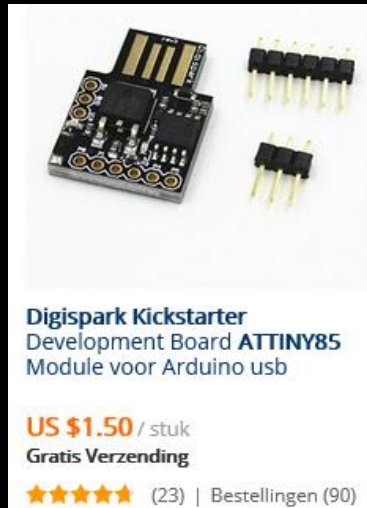 Digispark Kickstarter
Development Board ATTINY85
Module voor Arduino usb
US $1.50 / stuk
Gratis Verzending
(23) | Bestellingen (90)